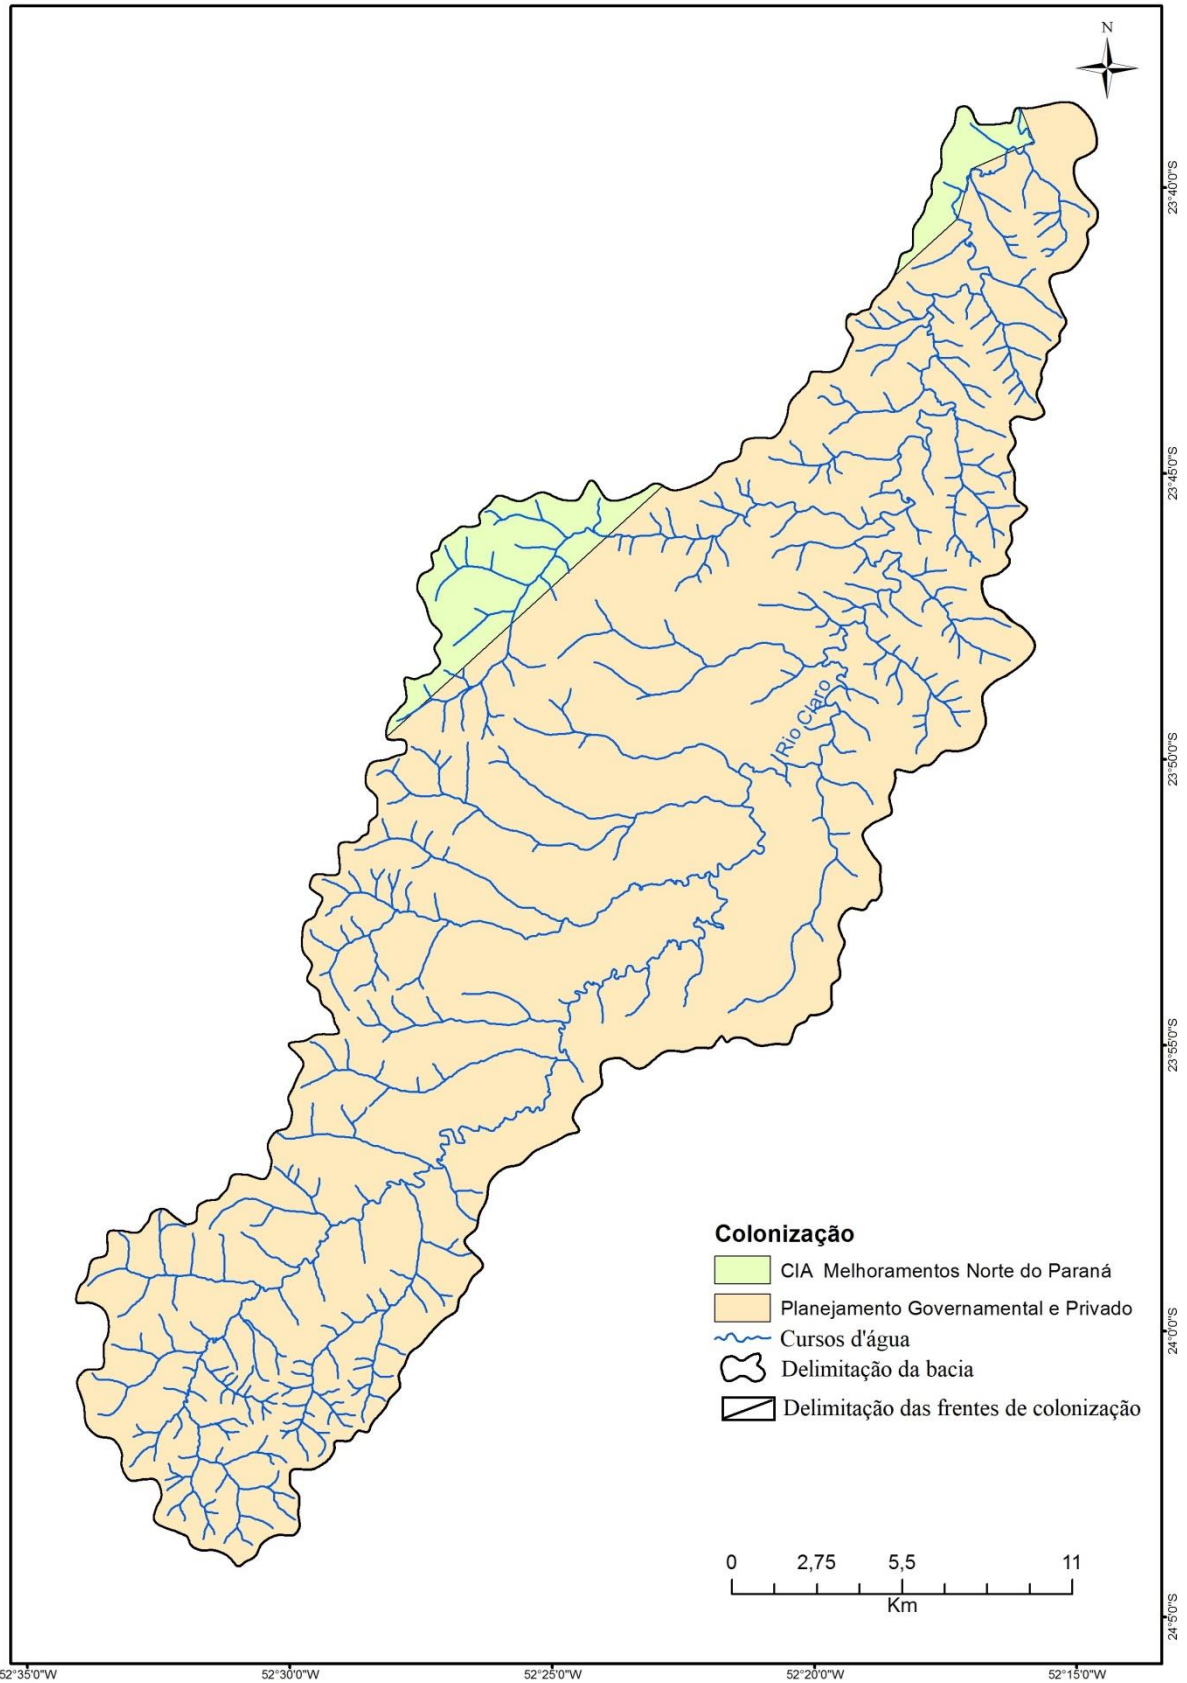 N
23°40'0"S
23°45'0"S
Rio Claro
23°50'0"S
23°55'0"S
Colonização
CIA Melhoramentos Norte do Paraná
Planejamento Governamental e Privado
Cursos d'água
Delimitação da bacia
Delimitação das frentes de colonização
24°0'0"S
0 2,75 5,5 11
Km
24°5'0"S
52°35'0"W 52°30'0"W 52°25'0"W 52°20'0"W 52°15'0"W